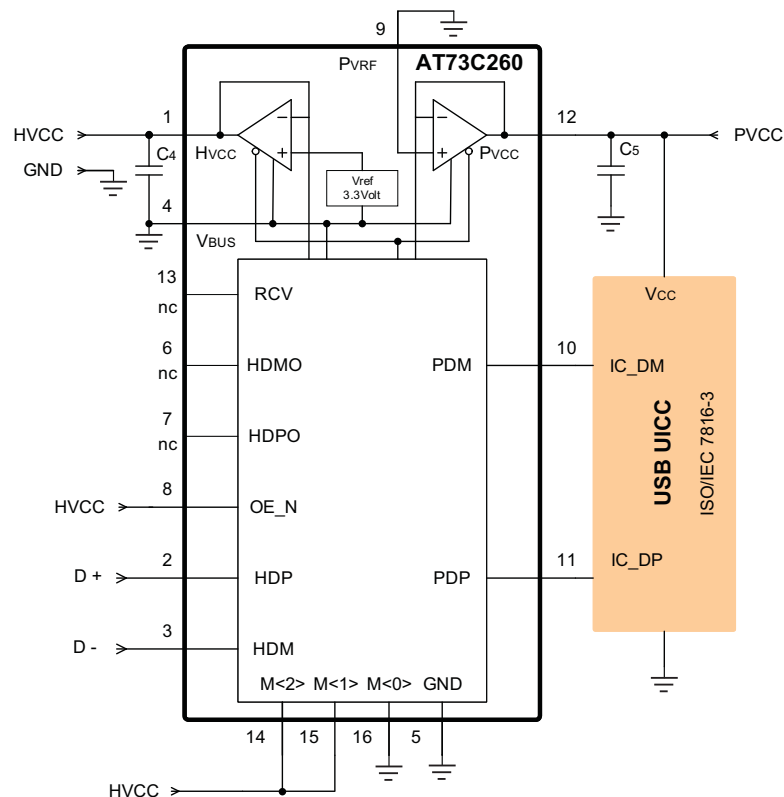 9
PVRF
AT73C260
1
12
HVCC
PVCC
C4
HVCC
PVCC
C5
GND
Vref
3.3Volt
4
VBUS
13
RCV
nc
VCC
6
HDMO
nc
PDM
10
IC_DM
7
HDPO
nc
USB UICC
ISO/IEC 7816-3
8
HVCC
OE_N
2
D +
HDP
PDP
11
IC_DP
3
D -
HDM
M<2> M<1> M<0> GND
14 15 16 5
HVCC